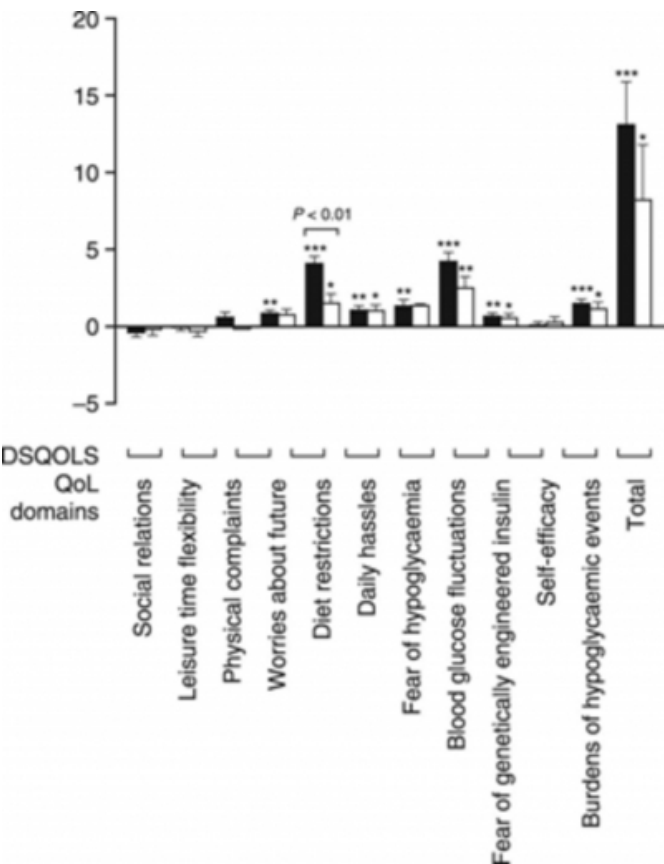 20
15
10
5
0
–5
P < 0.01
***
**
***
*
**
*
**
***
**
**
*
***
*
***
*
DSQOLS
QoL
domains
Social relations
Leisure time flexibility
Physical complaints
Worries about future
Diet restrictions
Daily hassles
Fear of hypoglycaemia
Blood glucose fluctuations
Fear of genetically engineered insulin
Self-efficacy
Burdens of hypoglycaemic events
Total